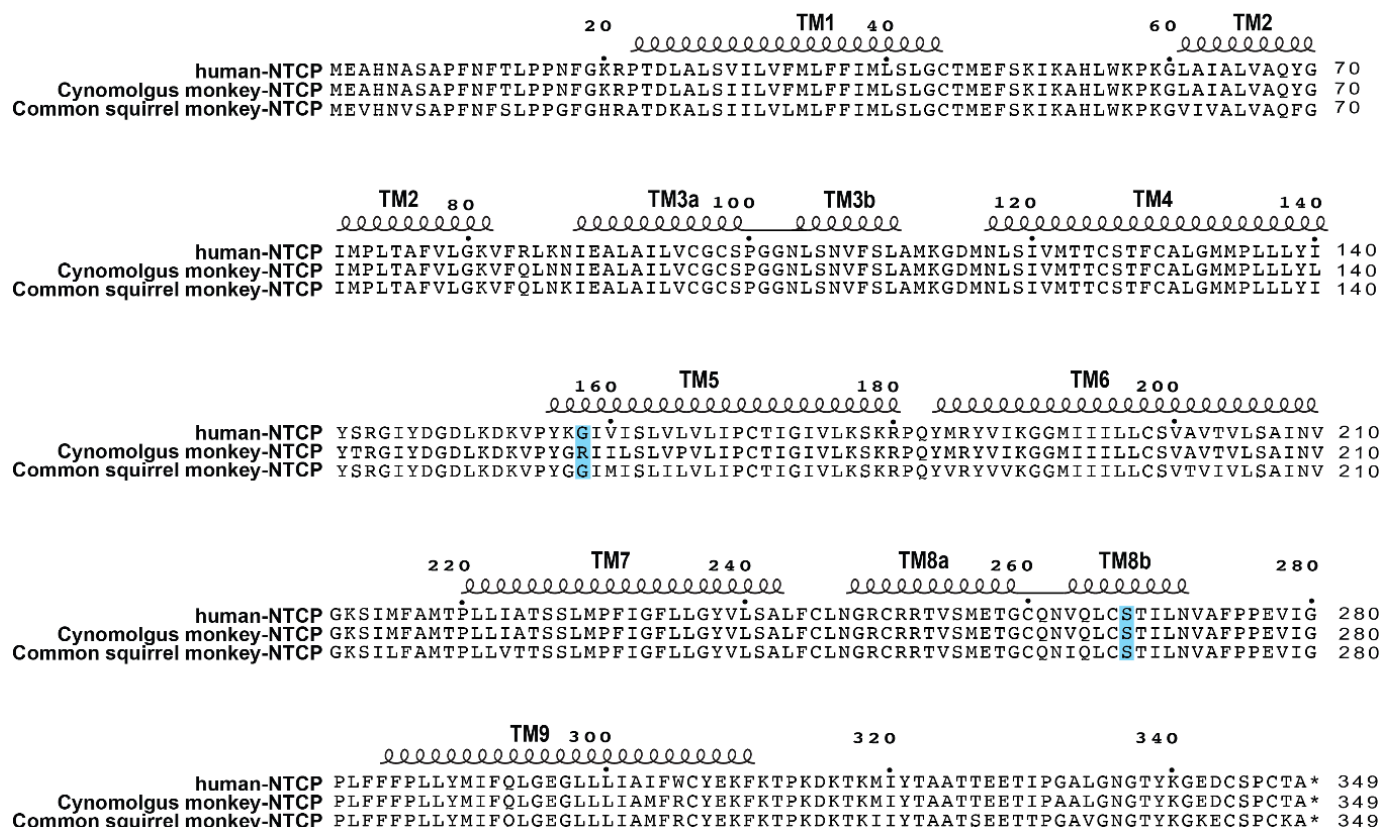 20 TM1 40 60 TM2
human-NTCP MEAHNASAPFNFTLPPNFGKRPTDLALSVILVFMLFFIMLSLGCTMEFSKIKAHLWKPKGLAIALVAQYG 70
Cynomolgus monkey-NTCP MEAHNASAPFNFTLPPNFGKRPTDLALSIILVFMLFFIMLSLGCTMEFSKIKAHLWKPKGLAIALVAQYG 70
Common squirrel monkey-NTCP MEVHNVSAPFNFSLPPGFGHRATDKALSIILVLMLFFIMLSLGCTMEFSKIKAHLWKPKGVIVALVAQFG 70
TM2 80 TM3a 100 TM3b 120 TM4 140
human-NTCP IMPLTAFVLGKVFRLKNIEALAILVCGCSPGGNLSNVFSLAMKGDMNLSIVMTTCSTFCALGMMPLLLYI 140
Cynomolgus monkey-NTCP IMPLTAFVLGKVFQLNNIEALAILVCGCSPGGNLSNVFSLAMKGDMNLSIVMTTCSTFCALGMMPLLLYL 140
Common squirrel monkey-NTCP IMPLTAFVLGKVFQLNKIEALAILVCGCSPGGNLSNVFSLAMKGDMNLSIVMTTCSTFCALGMMPLLLYI 140
160 TM5 180 TM6 200
human-NTCP YSRGIYDGDLKDKVPYKGIVISLVLVLIPCTIGIVLKSKRPQYMRYVIKGGMIIILLCSVAVTVLSAINV 210
Cynomolgus monkey-NTCP YTRGIYDGDLKDKVPYGRIILSLVPVLIPCTIGIVLKSKRPQYMRYVIKGGMIIILLCSVAVTVLSAINV 210
Common squirrel monkey-NTCP YSRGIYDGDLKDKVPYGGIMISLILVLIPCTIGIVLKSKRPQYVRYVVKGGMIIILLCSVTVIVLSAINV 210
220 TM7 240 TM8a 260 TM8b 280
human-NTCP GKSIMFAMTPLLIATSSLMPFIGFLLGYVLSALFCLNGRCRRTVSMETGCQNVQLCSTILNVAFPPEVIG 280
Cynomolgus monkey-NTCP GKSIMFAMTPLLIATSSLMPFIGFLLGYVLSALFCLNGRCRRTVSMETGCQNVQLCSTILNVAFPPEVIG 280
Common squirrel monkey-NTCP GKSILFAMTPLLVTTSSLMPFIGFLLGYVLSALFCLNGRCRRTVSMETGCQNIQLCSTILNVAFPPEVIG 280
TM9 300 320 340
human-NTCP PLFFFPLLYMIFQLGEGLLLIAIFWCYEKFKTPKDKTKMIYTAATTEETIPGALGNGTYKGEDCSPCTA* 349
Cynomolgus monkey-NTCP PLFFFPLLYMIFQLGEGLLLIAMFRCYEKFKTPKDKTKMIYTAATTEETIPAALGNGTYKGEDCSPCTA* 349
Common squirrel monkey-NTCP PLFFFPLLYMIFQLGEGLLLIAMFRCYEKFKTPKDKTKIIYTAATSEETTPGAVGNGTYKGKECSPCKA* 349